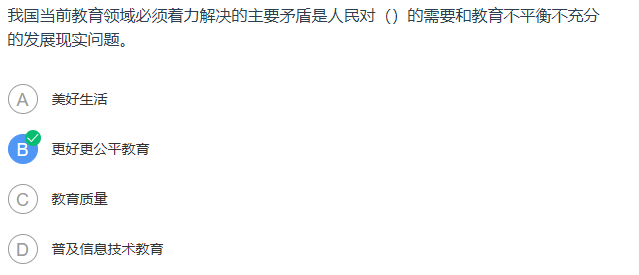 我国当前教育领域必须着力解决的主要矛盾是人民对（）的需要和教育不平衡不充分
的发展现实问题。
A 美好生活
B 更好更公平教育
C 教育质量
D 普及信息技术教育